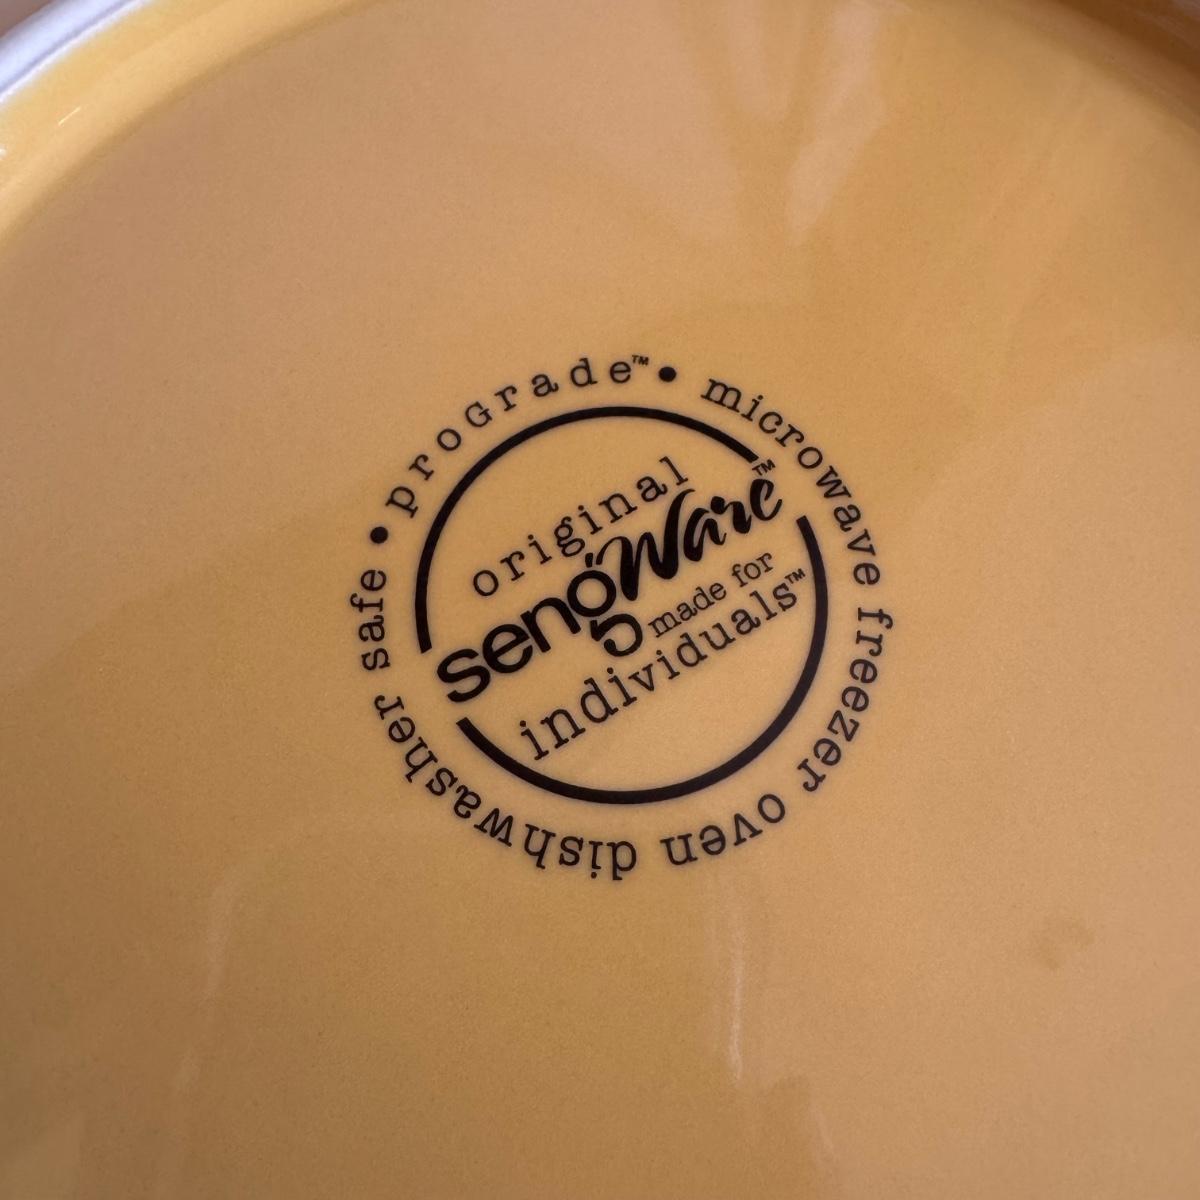 • proGrade™ • microwave freezer oven dishwasher safe
original
sengWare™
made for
individuals™